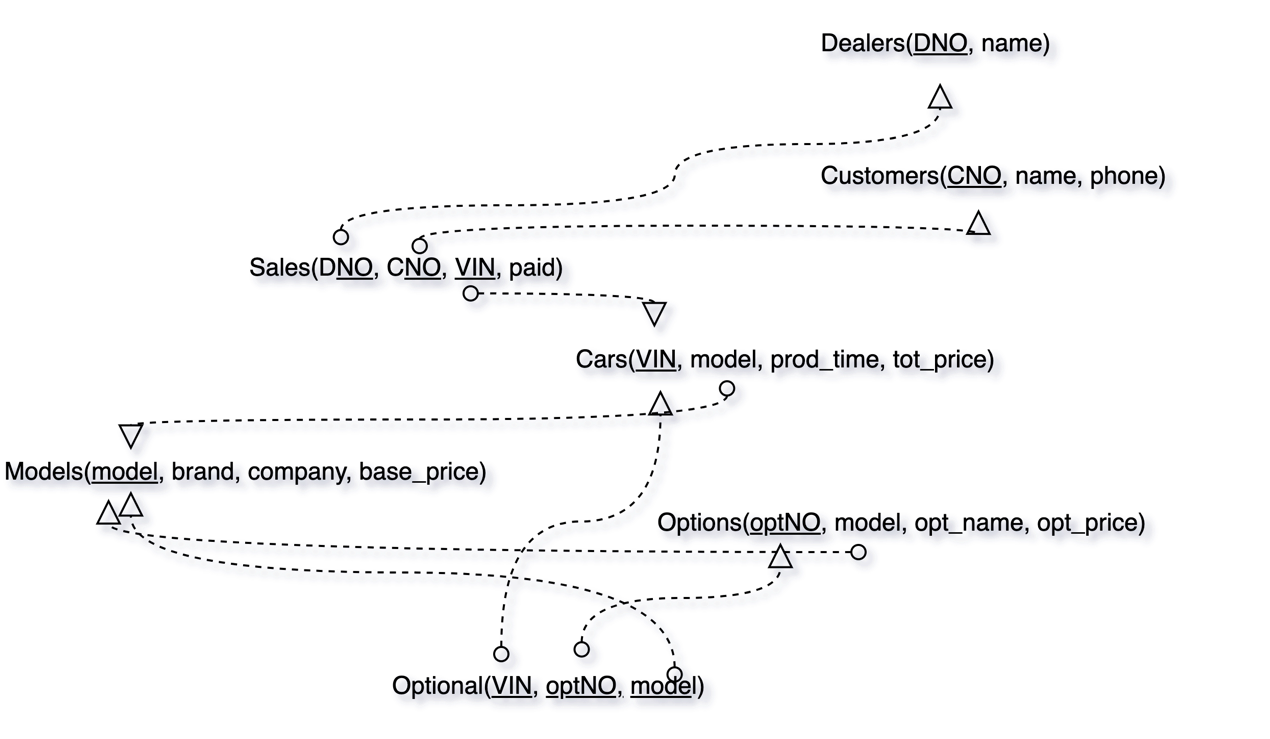 Dealers(DNO, name)
Customers(CNO, name, phone)
Sales(DNO, CNO, VIN, paid)
Cars(VIN, model, prod_time, tot_price)
Models(model, brand, company, base_price)
Options(optNO, model, opt_name, opt_price)
Optional(VIN, optNO, model)